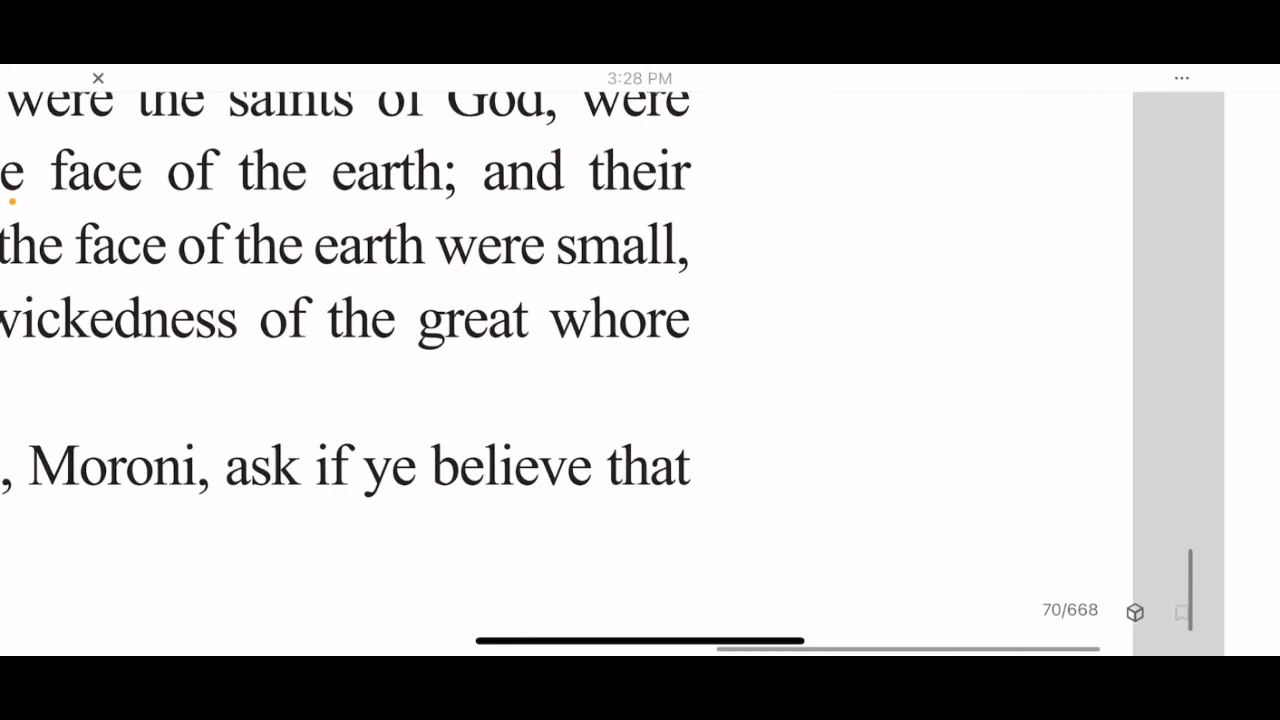 3:28 PM
were the saints of God, were
e face of the earth; and their
the face of the earth were small,
wickedness of the great whore
, Moroni, ask if ye believe that
70/668